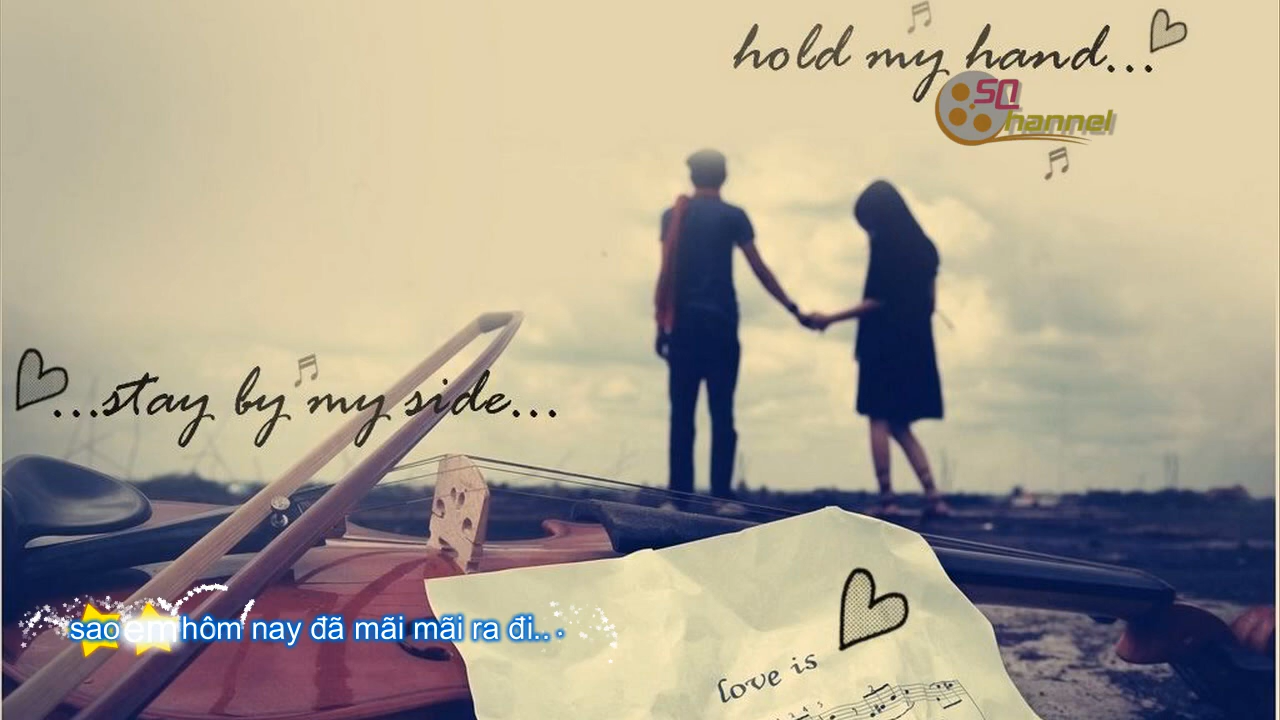 hold my hand...
SQ
Channel
...stay by my side...
sao em hôm nay đã mãi mãi ra đi...
love is